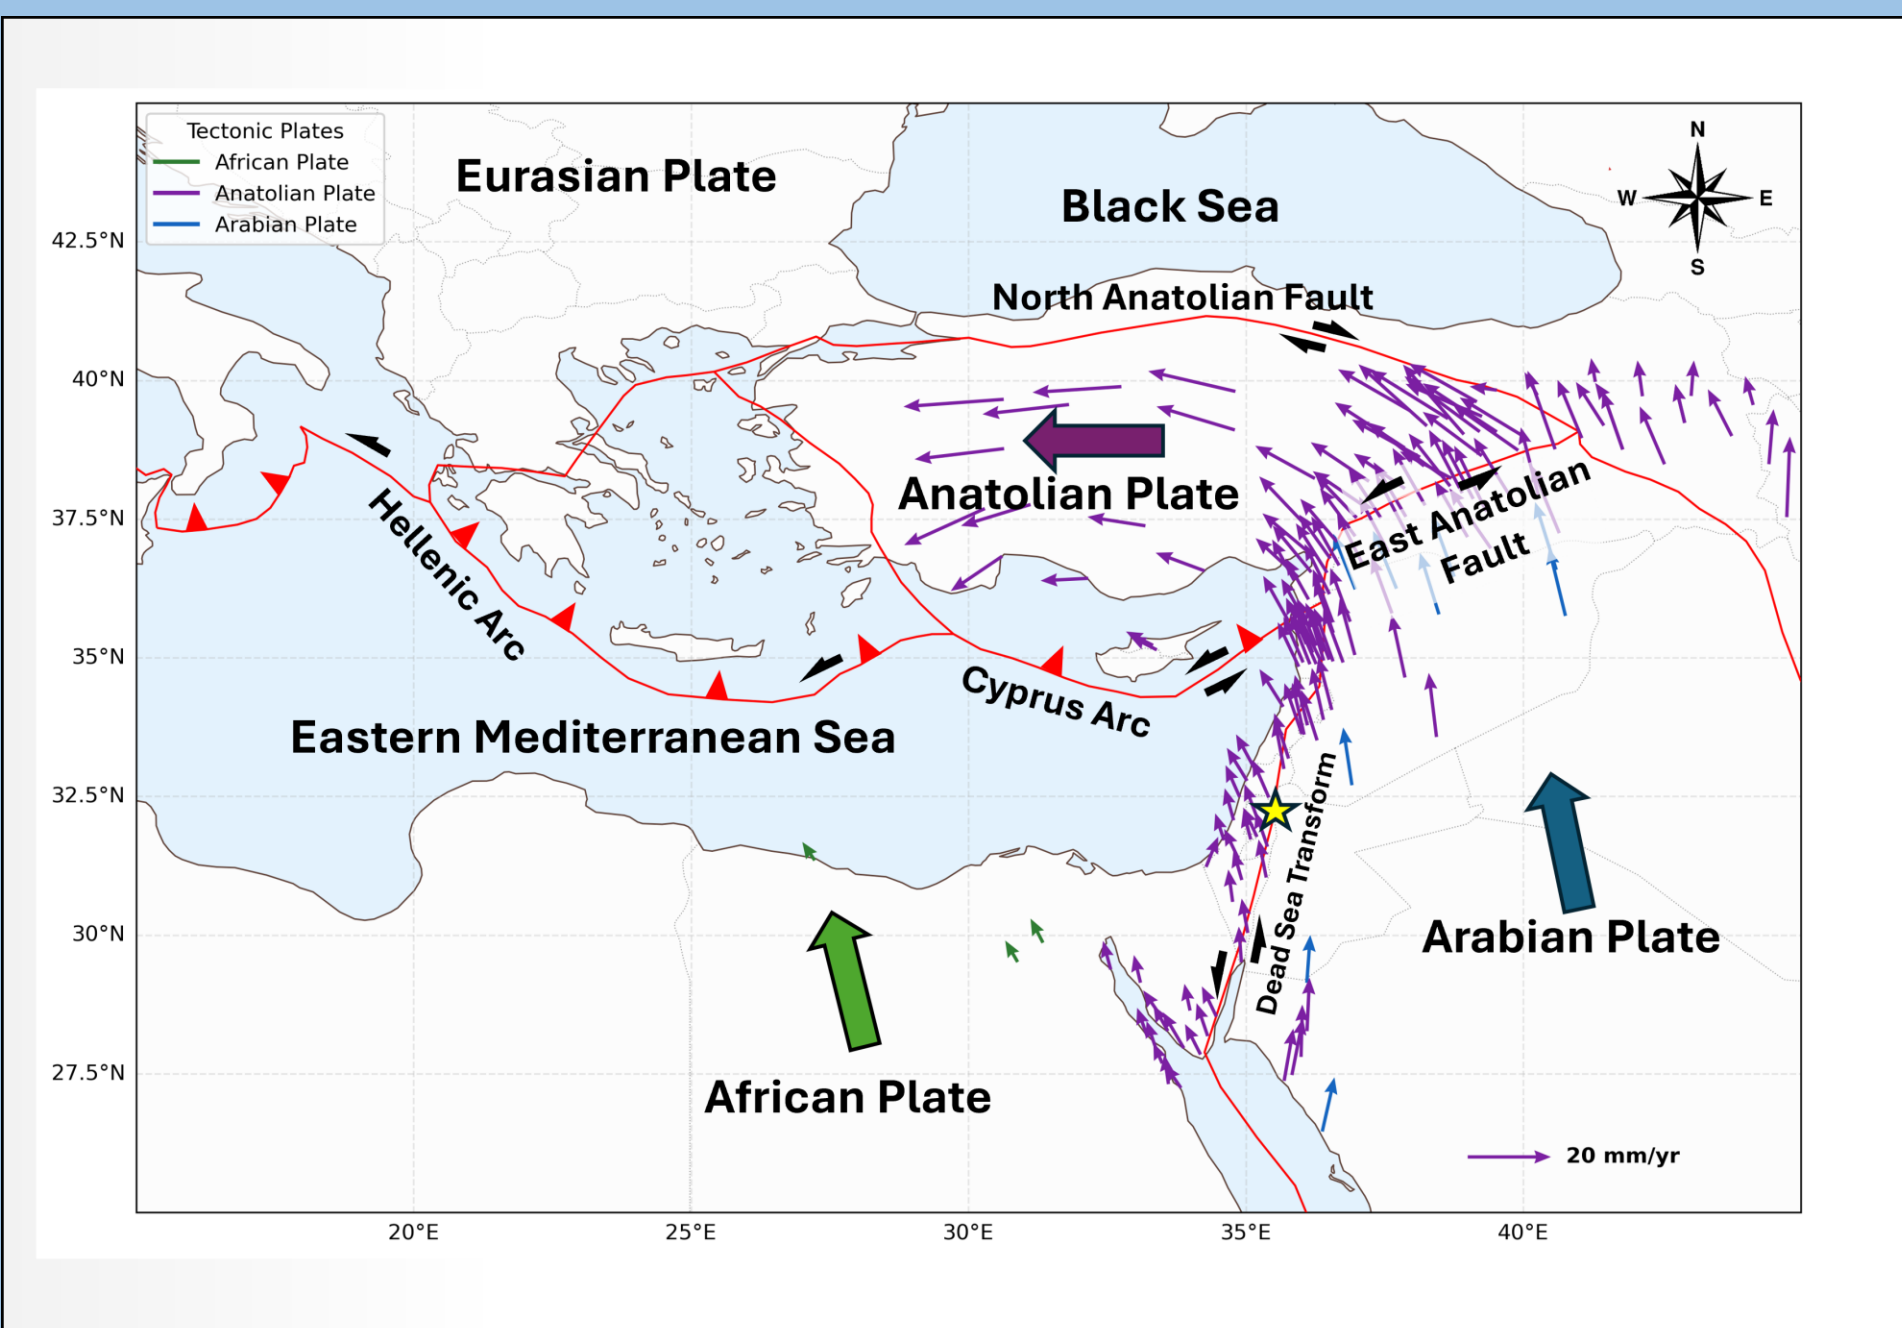 Tectonic Plates
African Plate
Anatolian Plate
Arabian Plate
Eurasian Plate
Black Sea
N
W
E
S
42.5°N
North Anatolian Fault
40°N
Anatolian Plate
37.5°N
Hellenic Arc
East Anatolian
Fault
35°N
Cyprus Arc
Eastern Mediterranean Sea
32.5°N
Dead Sea Transform
30°N
Arabian Plate
27.5°N
African Plate
20 mm/yr
20°E
25°E
30°E
35°E
40°E